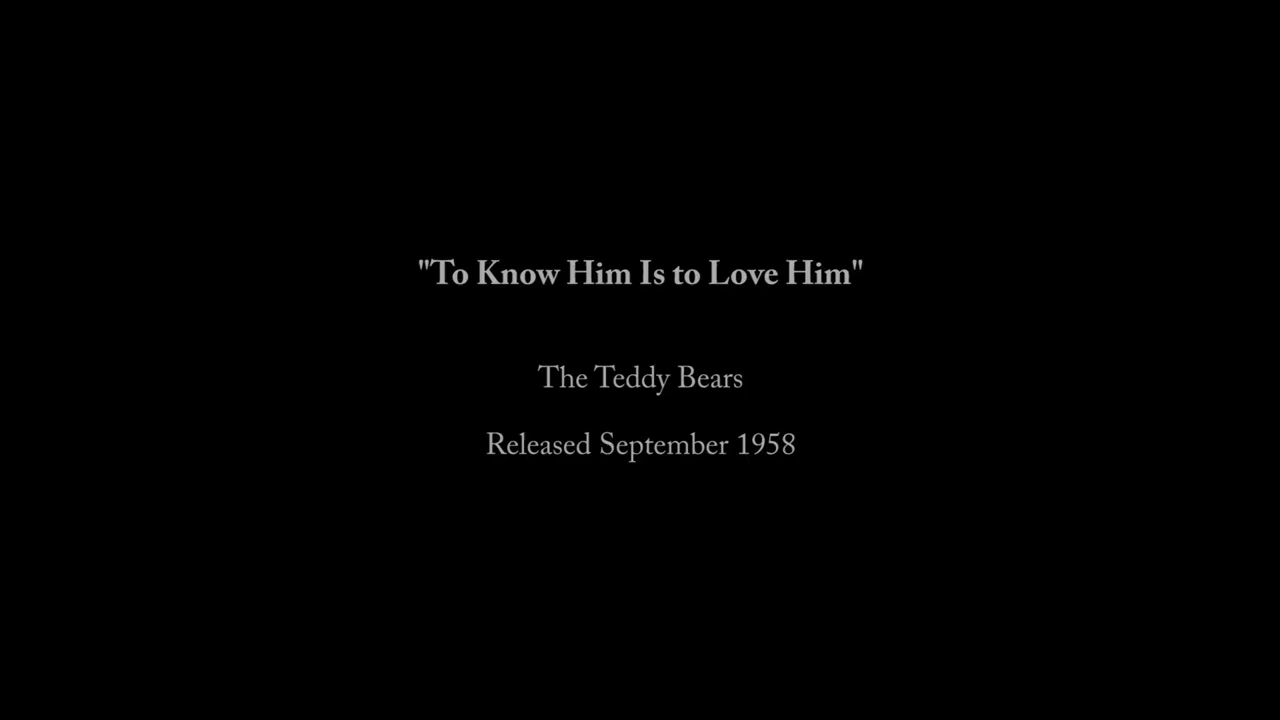 "To Know Him Is to Love Him"
The Teddy Bears
Released September 1958